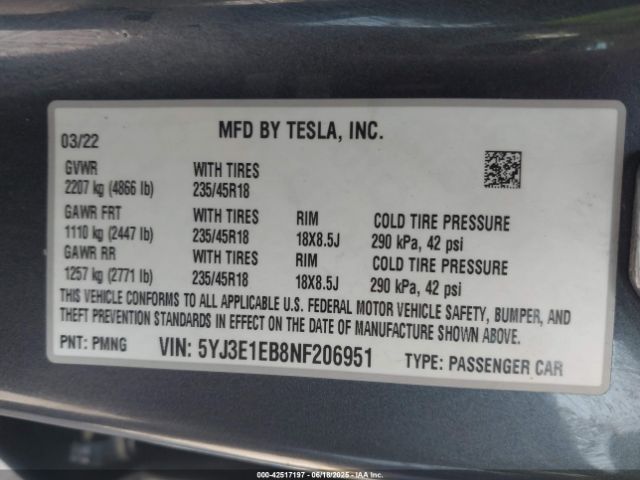 MFD BY TESLA, INC.
03/22
GVWR WITH TIRES
2207 kg (4866 lb) 235/45R18
GAWR FRT WITH TIRES RIM COLD TIRE PRESSURE
1110 kg (2447 lb) 235/45R18 18X8.5J 290 kPa, 42 psi
GAWR RR WITH TIRES RIM COLD TIRE PRESSURE
1257 kg (2771 lb) 235/45R18 18X8.5J 290 kPa, 42 psi
THIS VEHICLE CONFORMS TO ALL APPLICABLE U.S. FEDERAL MOTOR VEHICLE SAFETY, BUMPER, AND
THEFT PREVENTION STANDARDS IN EFFECT ON THE DATE OF MANUFACTURE SHOWN ABOVE.
PNT: PMNG VIN: 5YJ3E1EB8NF206951 TYPE: PASSENGER CAR
000-42517197 - 06/18/2025 - IAA Inc.